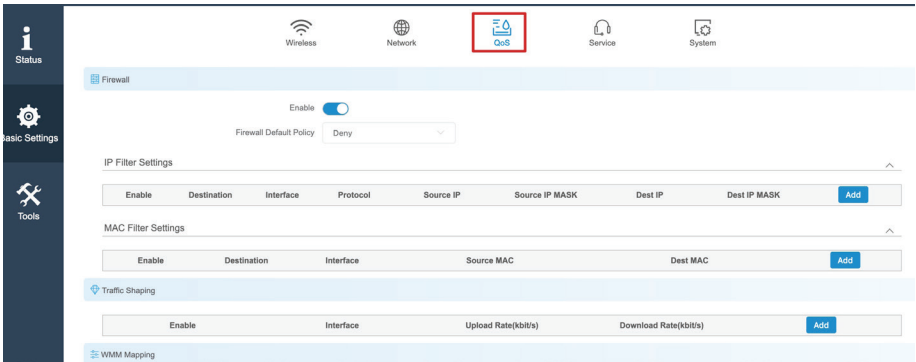 Status
Basic Settings
Tools
Wireless Network QoS Service System
Firewall
Enable
Firewall Default Policy Deny
IP Filter Settings
Enable Destination Interface Protocol Source IP Source IP MASK Dest IP Dest IP MASK Add
MAC Filter Settings
Enable Destination Interface Source MAC Dest MAC Add
Traffic Shaping
Enable Interface Upload Rate(kbit/s) Download Rate(kbit/s) Add
WMM Mapping